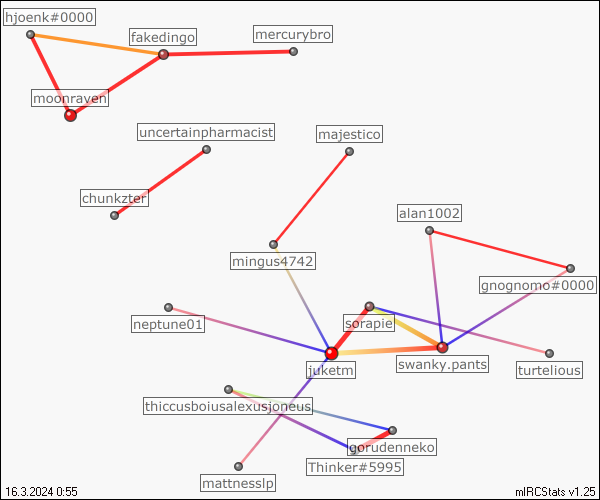 hjoenk#0000
fakedingo
mercurybro
moonraven
uncertainpharmacist
majestico
chunkzter
alan1002
mingus4742
gnognomo#0000
neptune01
sorapie
juketm
swanky.pants
turtelious
thiccusboiusalexusjoneus
gorudenneko
Thinker#5995
mattnesslp
16.3.2024 0:55
mIRCStats v1.25